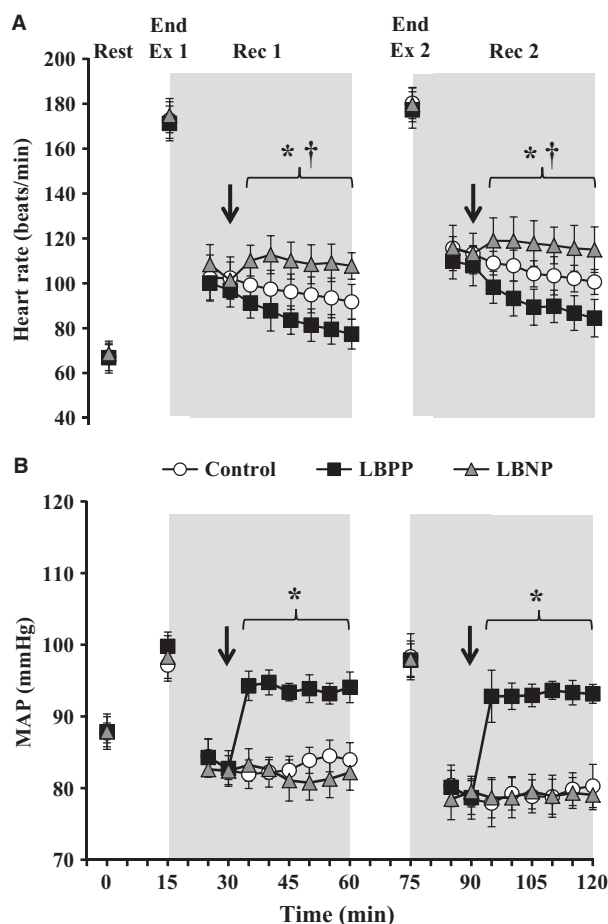 A
End End
Rest Ex 1 Rec 1 Ex 2 Rec 2
200
180
160
140
120
100
80
60
40
Heart rate (beats/min)
* †
* †
B
Control LBPP LBNP
120
110
100
90
80
70
MAP (mmHg)
*
*
0 15 30 45 60 75 90 105 120
Time (min)